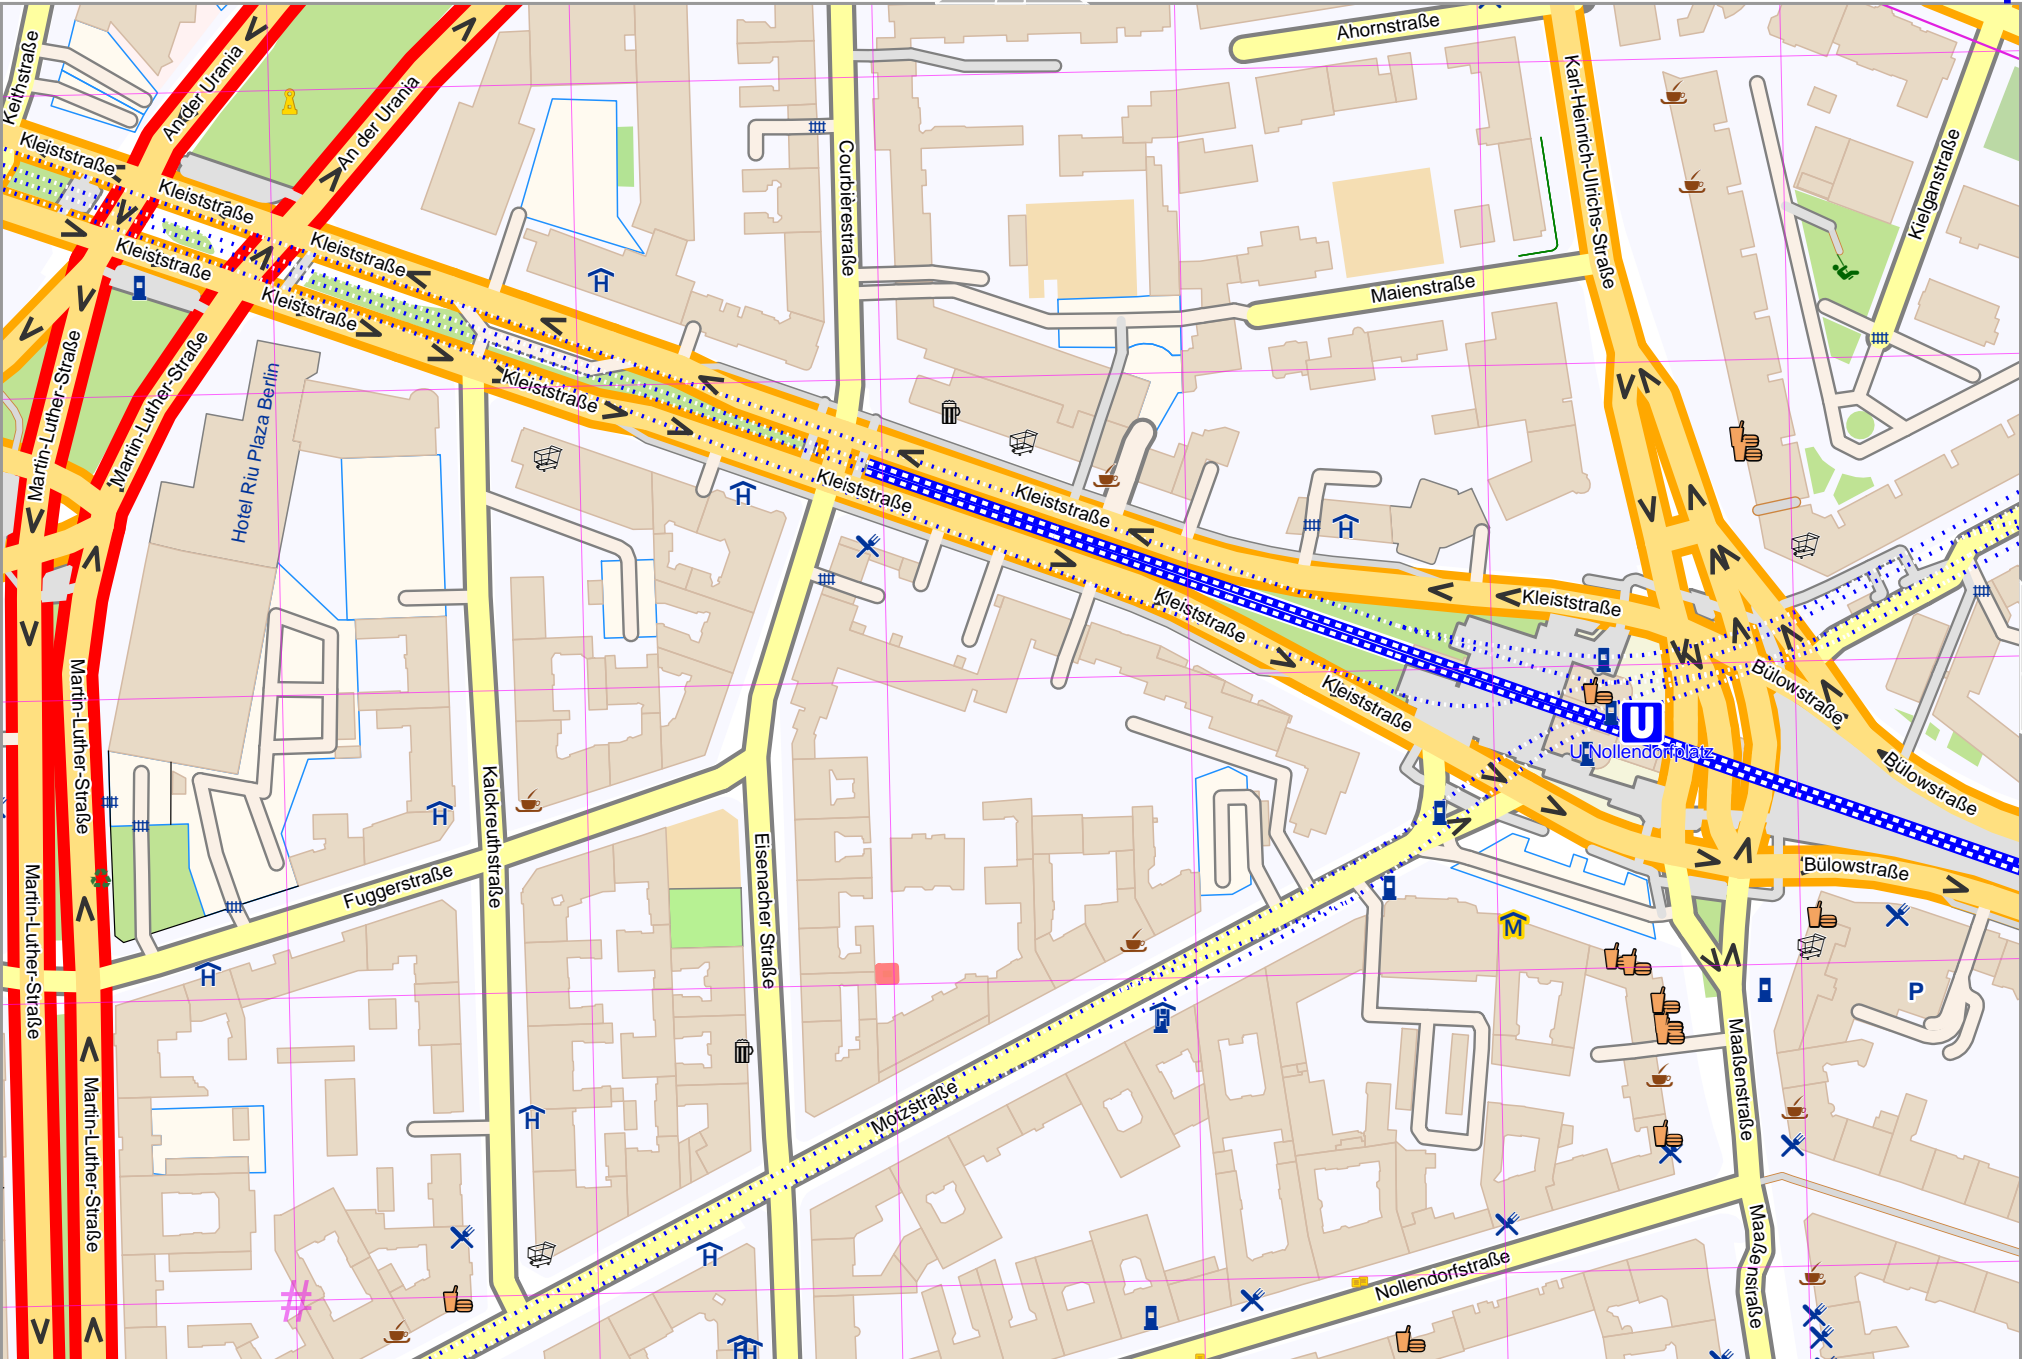 Ahornstraße
Keithstraße
An der Urania
An der Urania
Karl-Heinrich-Ulrichs-Straße
Kleiststraße
Kleiststraße
Kleiststraße
Kleiststraße
Kleiststraße
Courbièrestraße
Kielganstraße
Maienstraße
Martin-Luther-Straße
Martin-Luther-Straße
Hotel Riu Plaza Berlin
Kleiststraße
Kleiststraße
Kleiststraße
Kleiststraße
Kleiststraße
Kleiststraße
Bülowstraße
U
U Nollendorfplatz
Bülowstraße
Martin-Luther-Straße
Kalckreuthstraße
Eisenacher Straße
Fuggerstraße
Bülowstraße
Martin-Luther-Straße
M
P
Motzstraße
Maaßenstraße
Martin-Luther-Straße
Nollendorfstraße
Maaßenstraße
#
H
H
H
H
H
H
H
H
H